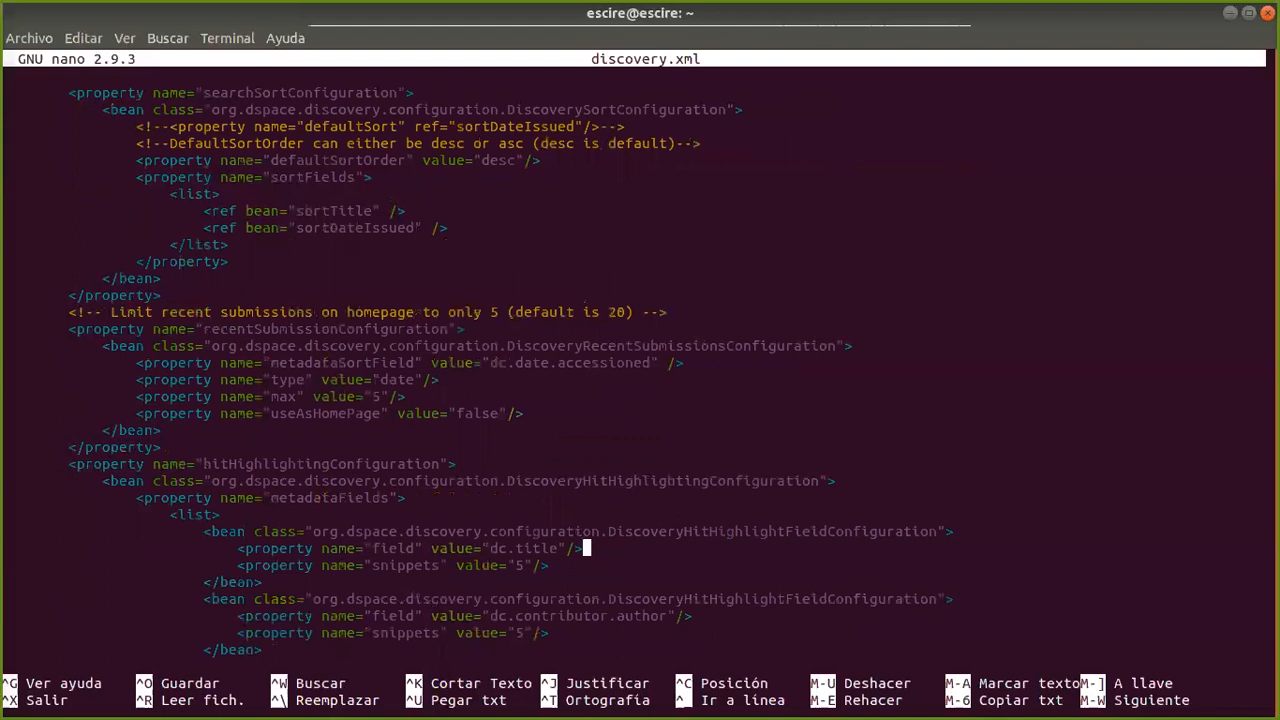 escire@escire: ~
Archivo Editar Ver Buscar Terminal Ayuda
GNU nano 2.9.3 discovery.xml
<property name="searchSortConfiguration">
<bean class="org.dspace.discovery.configuration.DiscoverySortConfiguration">
<!--<property name="defaultSort" ref="sortDateIssued"/>-->
<!--DefaultSortOrder can either be desc or asc (desc is default)-->
<property name="defaultSortOrder" value="desc"/>
<property name="sortFields">
<list>
<ref bean="sortTitle" />
<ref bean="sortDateIssued" />
</list>
</property>
</bean>
</property>
<!-- Limit recent submissions on homepage to only 5 (default is 20) -->
<property name="recentSubmissionConfiguration">
<bean class="org.dspace.discovery.configuration.DiscoveryRecentSubmissionsConfiguration">
<property name="metadataSortField" value="dc.date.accessioned" />
<property name="type" value="date"/>
<property name="max" value="5"/>
<property name="useAsHomePage" value="false"/>
</bean>
</property>
<property name="hitHighlightingConfiguration">
<bean class="org.dspace.discovery.configuration.DiscoveryHitHighlightingConfiguration">
<property name="metadataFields">
<list>
<bean class="org.dspace.discovery.configuration.DiscoveryHitHighlightFieldConfiguration">
<property name="field" value="dc.title"/>
<property name="snippets" value="5"/>
</bean>
<bean class="org.dspace.discovery.configuration.DiscoveryHitHighlightFieldConfiguration">
<property name="field" value="dc.contributor.author"/>
<property name="snippets" value="5"/>
</bean>
^G Ver ayuda ^O Guardar ^W Buscar ^K Cortar Texto ^J Justificar ^C Posición M-U Deshacer M-A Marcar texto M-] A llave
^X Salir ^R Leer fich. ^\ Reemplazar ^U Pegar txt ^T Ortografía ^_ Ir a línea M-E Rehacer M-6 Copiar txt M-W Siguiente